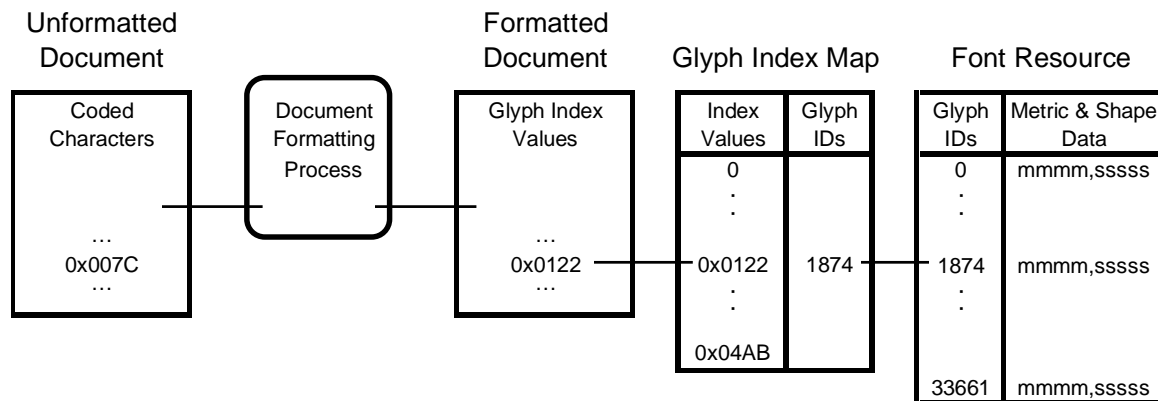 Unformatted
Document
Coded
Characters
…
0x007C
…
Document
Formatting
Process
Formatted
Document
Glyph Index
Values
…
0x0122
…
Glyph Index Map
Index
Values
Glyph
IDs
0
.
.
0x0122
1874
.
.
0x04AB
Font Resource
Glyph
IDs
Metric & Shape
Data
0
mmmm,sssss
.
.
1874
mmmm,sssss
.
.
33661
mmmm,sssss